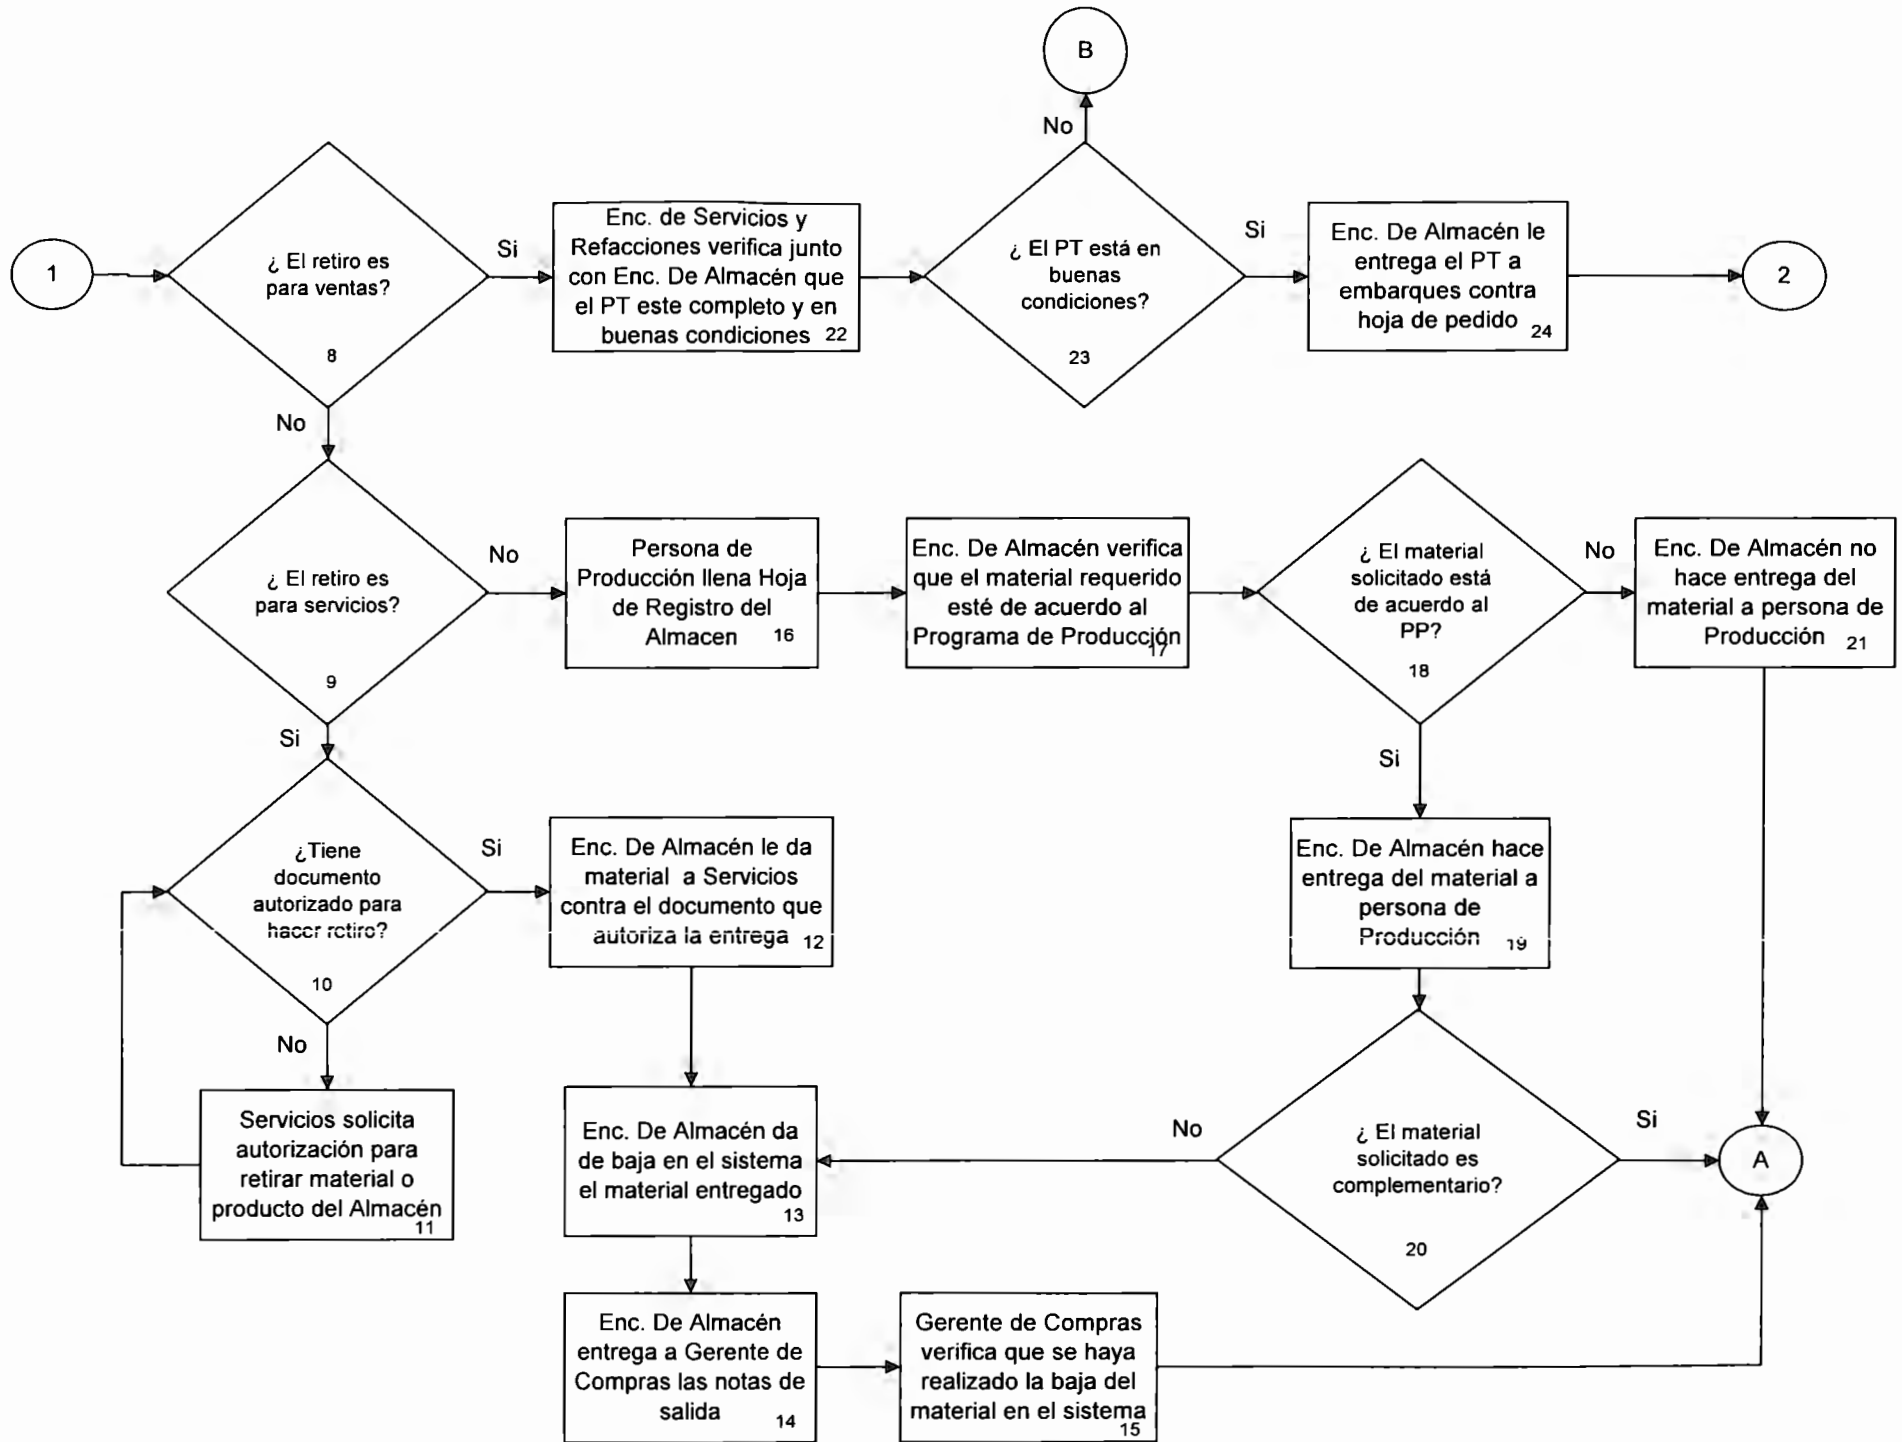 B
No
1
¿ El retiro es
para ventas?
8
Si
Enc. de Servicios y
Refacciones verifica junto
con Enc. De Almacén que
el PT este completo y en
buenas condiciones 22
¿ El PT está en
buenas
condiciones?
23
Si
Enc. De Almacén le
entrega el PT a
embarques contra
hoja de pedido 24
2
No
¿ El retiro es
para servicios?
9
No
Persona de
Producción llena Hoja
de Registro del
Almacen 16
Enc. De Almacén verifica
que el material requerido
esté de acuerdo al
Programa de Producción
17
¿ El material
solicitado está
de acuerdo al
PP?
18
No
Enc. De Almacén no
hace entrega del
material a persona de
Producción 21
Si
¿Tiene
documento
autorizado para
hacer retiro?
10
Si
Enc. De Almacén le da
material a Servicios
contra el documento que
autoriza la entrega 12
Si
Enc. De Almacén hace
entrega del material a
persona de
Producción 19
No
Servicios solicita
autorización para
retirar material o
producto del Almacén
11
Enc. De Almacén da
de baja en el sistema
el material entregado
13
No
¿ El material
solicitado es
complementario?
20
Si
A
Enc. De Almacén
entrega a Gerente de
Compras las notas de
salida 14
Gerente de Compras
verifica que se haya
realizado la baja del
material en el sistema
15